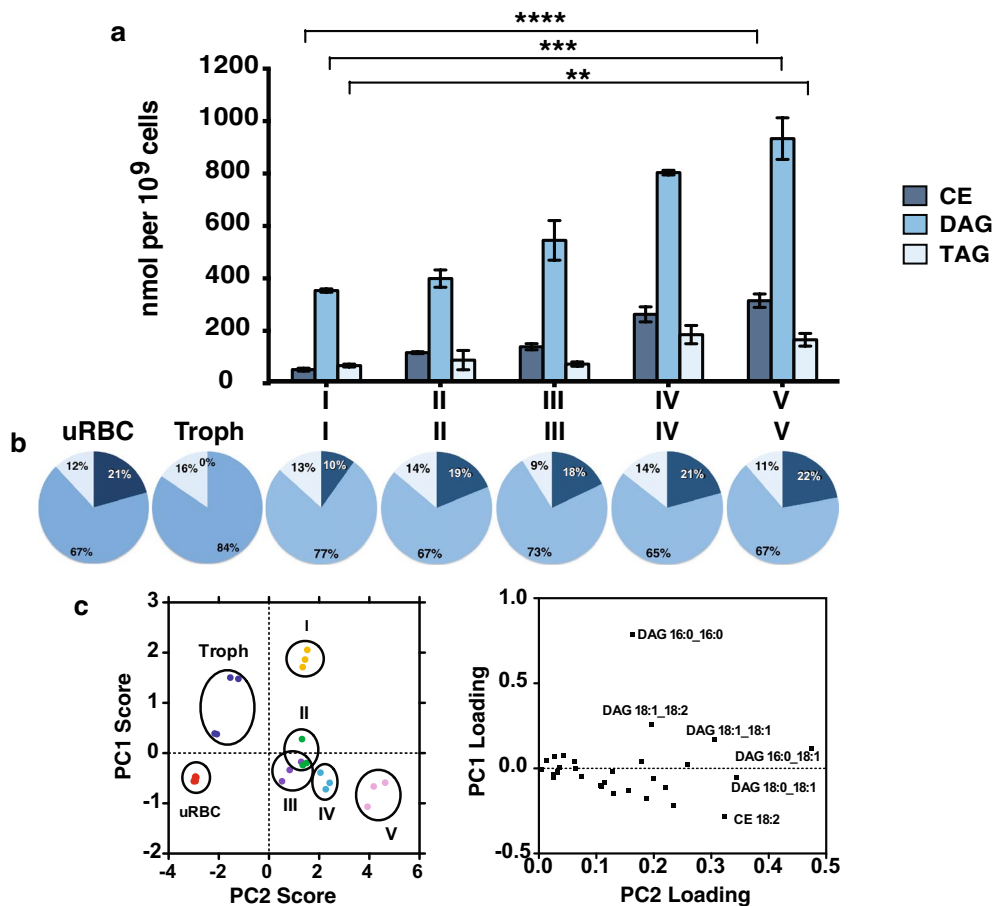 a
****
***
**
1200
1000
800
600
400
200
0
nmol per 10^9 cells
I II III IV V
CE
DAG
TAG
b
uRBC Troph I II III IV V
12% 21% 67%
16% 0% 84%
13% 10% 77%
14% 19% 67%
9% 18% 73%
14% 21% 65%
11% 22% 67%
c
3
2
1
0
-1
-2
PC1 Score
-4 -2 0 2 4 6
PC2 Score
Troph
I
II
uRBC
III
IV
V
1.0
0.5
0.0
-0.5
PC1 Loading
0.0 0.1 0.2 0.3 0.4 0.5
PC2 Loading
DAG 16:0_16:0
DAG 18:1_18:2
DAG 18:1_18:1
DAG 16:0_18:1
DAG 18:0_18:1
CE 18:2